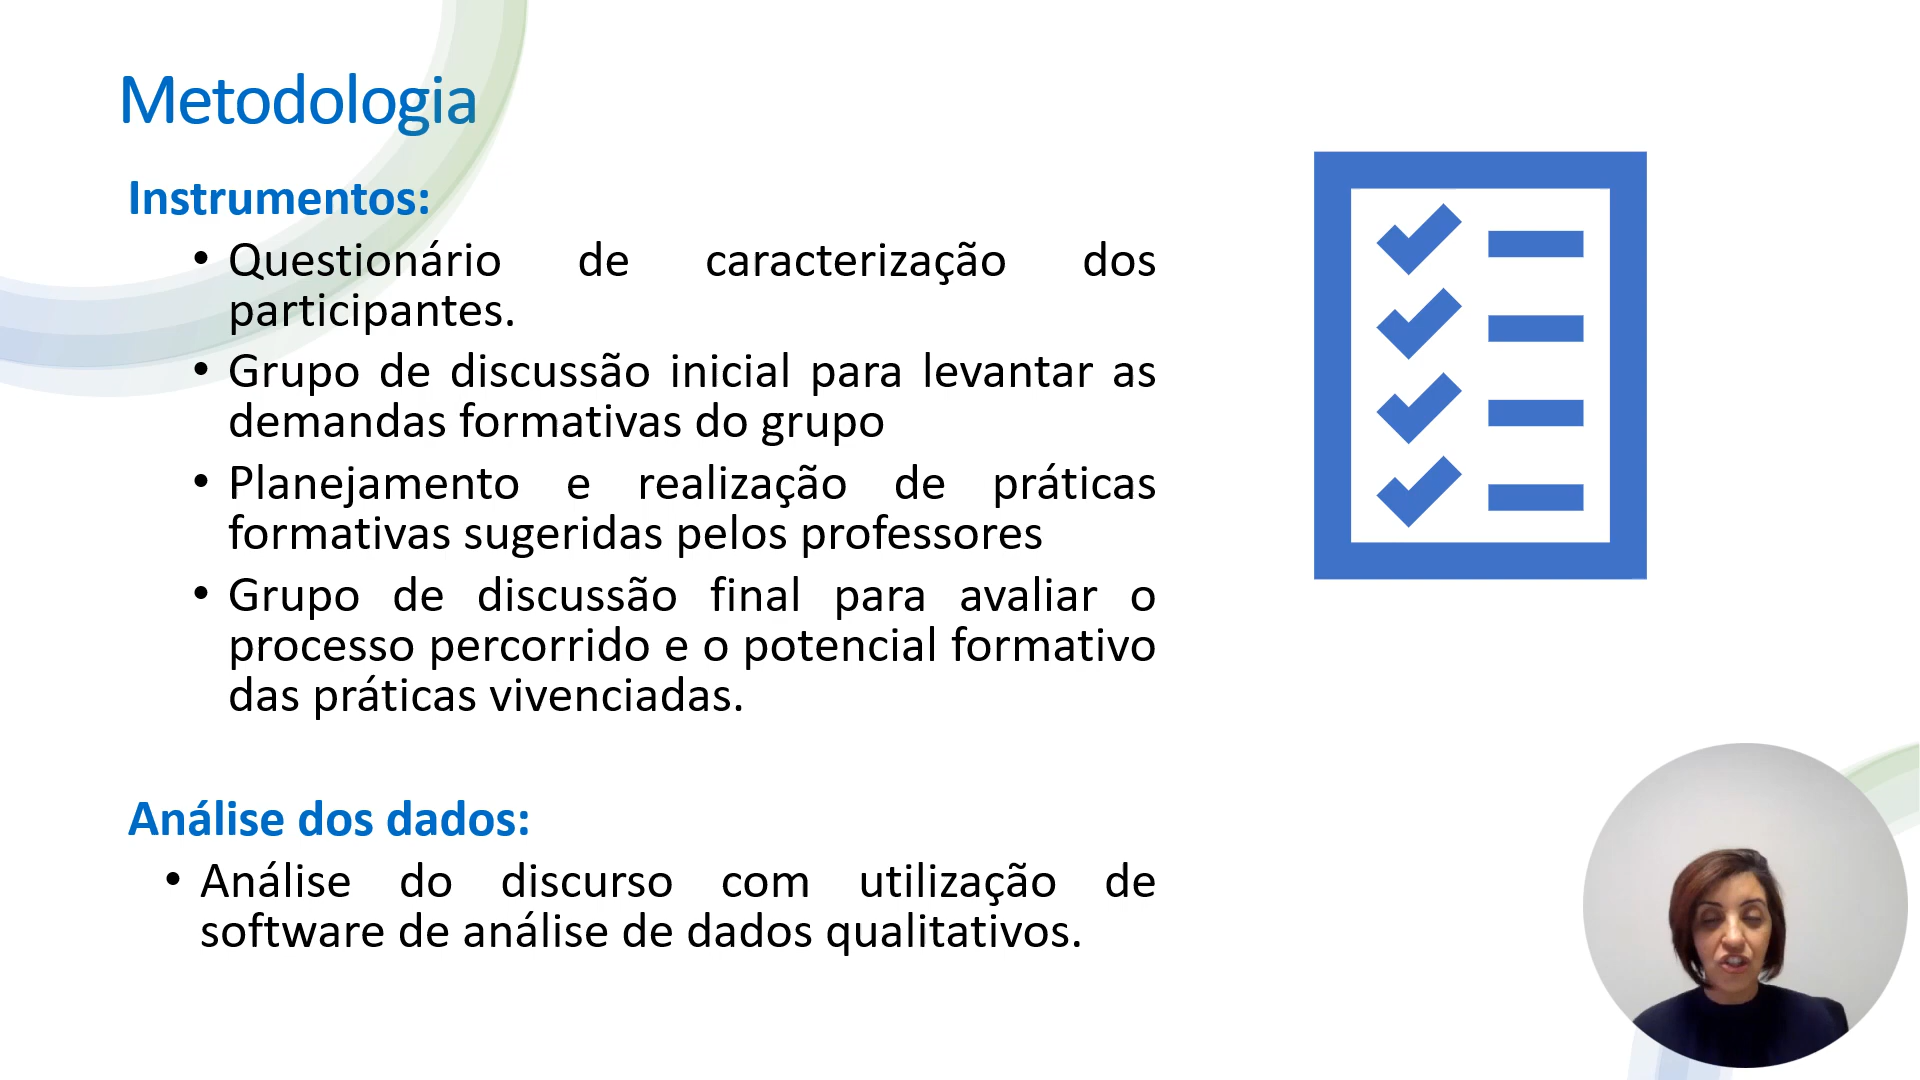 Metodologia
Instrumentos:
• Questionário de caracterização dos
participantes.
• Grupo de discussão inicial para levantar as
demandas formativas do grupo
• Planejamento e realização de práticas
formativas sugeridas pelos professores
• Grupo de discussão final para avaliar o
processo percorrido e o potencial formativo
das práticas vivenciadas.
Análise dos dados:
• Análise do discurso com utilização de
software de análise de dados qualitativos.